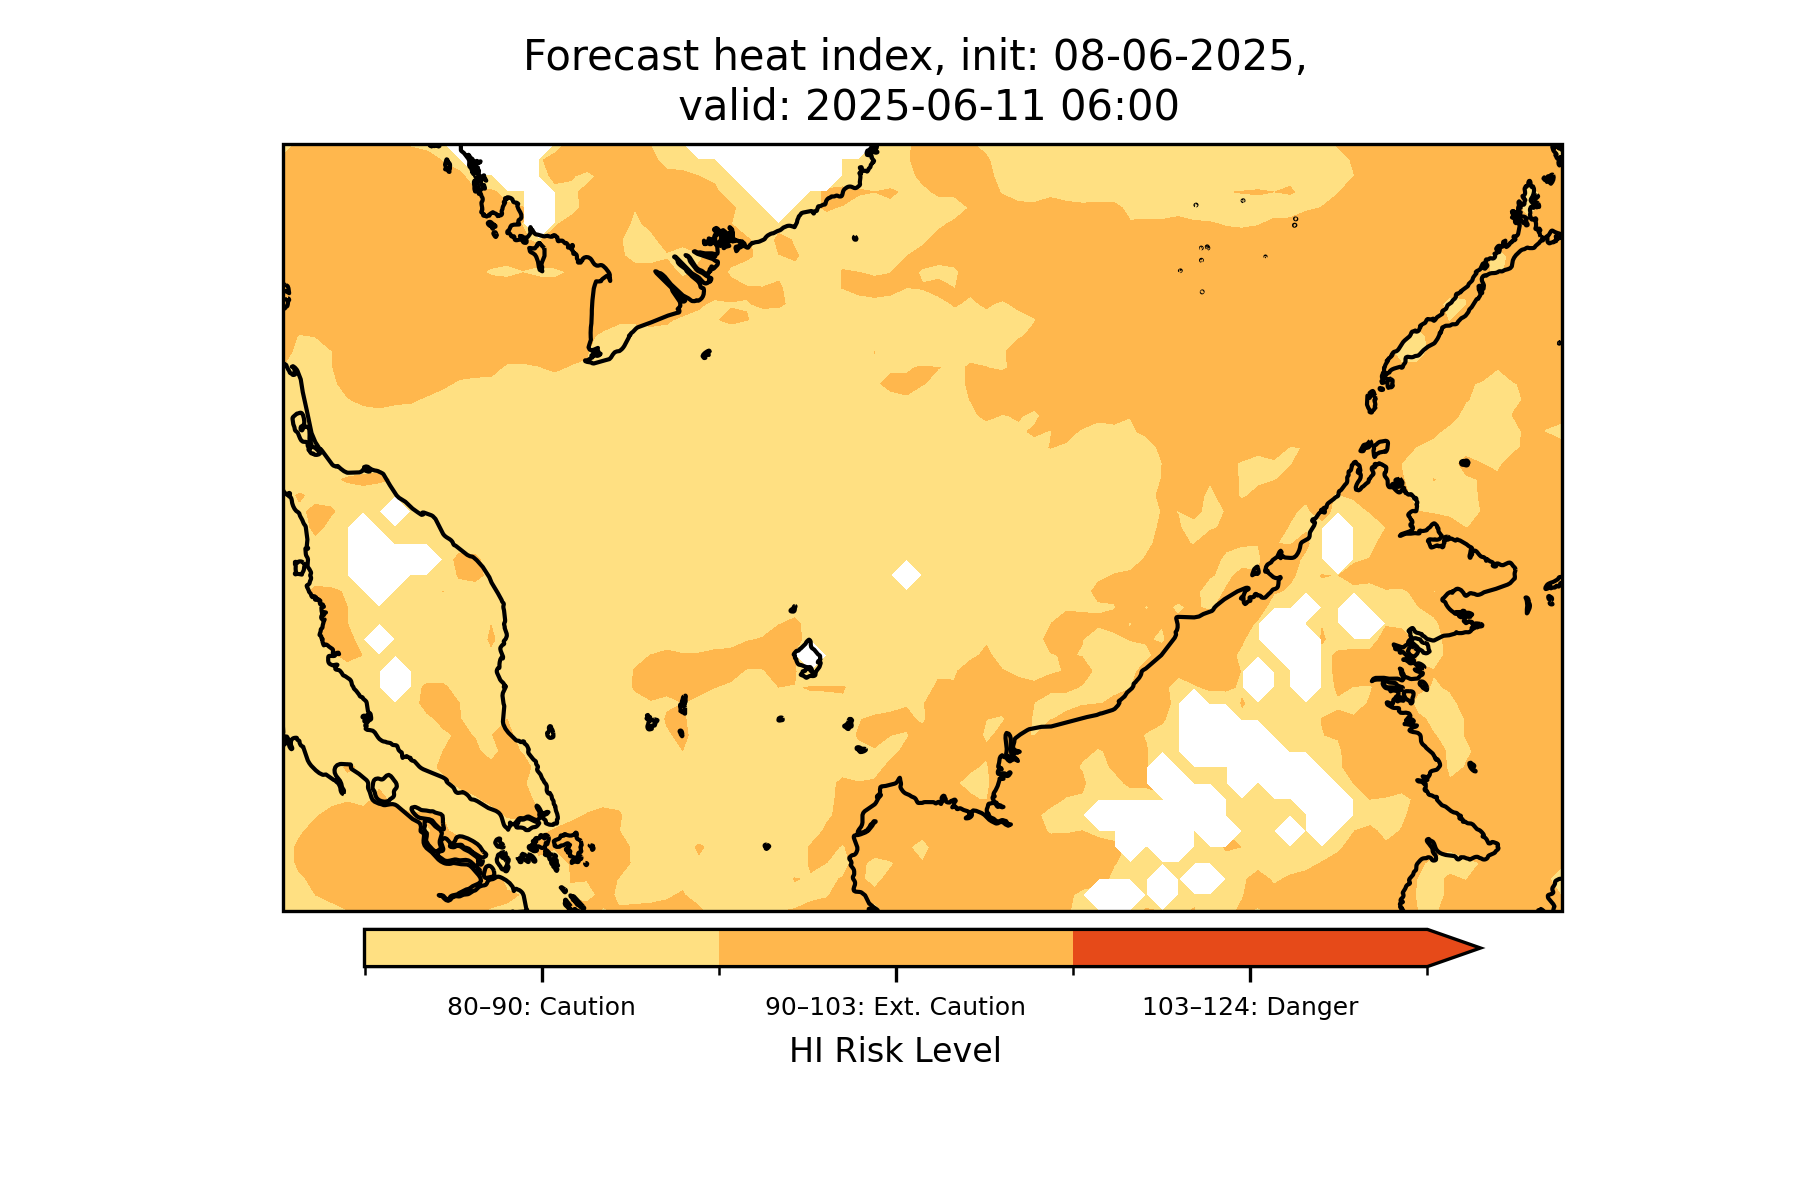 Forecast heat index, init: 08-06-2025,
valid: 2025-06-11 06:00
80–90: Caution
90–103: Ext. Caution
103–124: Danger
HI Risk Level